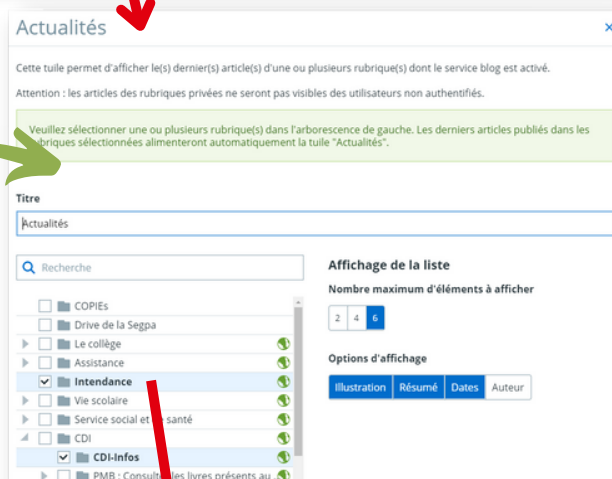 Actualités
Cette tuile permet d'afficher le(s) dernier(s) article(s) d'une ou plusieurs rubrique(s) dont le service blog est activé.
Attention : les articles des rubriques privées ne seront pas visibles des utilisateurs non authentifiés.
Veuillez sélectionner une ou plusieurs rubrique(s) dans l'arborescence de gauche. Les derniers articles publiés dans les
rubriques sélectionnées alimenteront automatiquement la tuile "Actualités".
Titre
Actualités
Recherche
COPIEs
Drive de la Segpa
Le collège
Assistance
Intendance
Vie scolaire
Service social et santé
CDI
CDI-Infos
PMB : Consulter les livres présents au
Affichage de la liste
Nombre maximum d'éléments à afficher
2 4 6
Options d'affichage
Illustration Résumé Dates Auteur